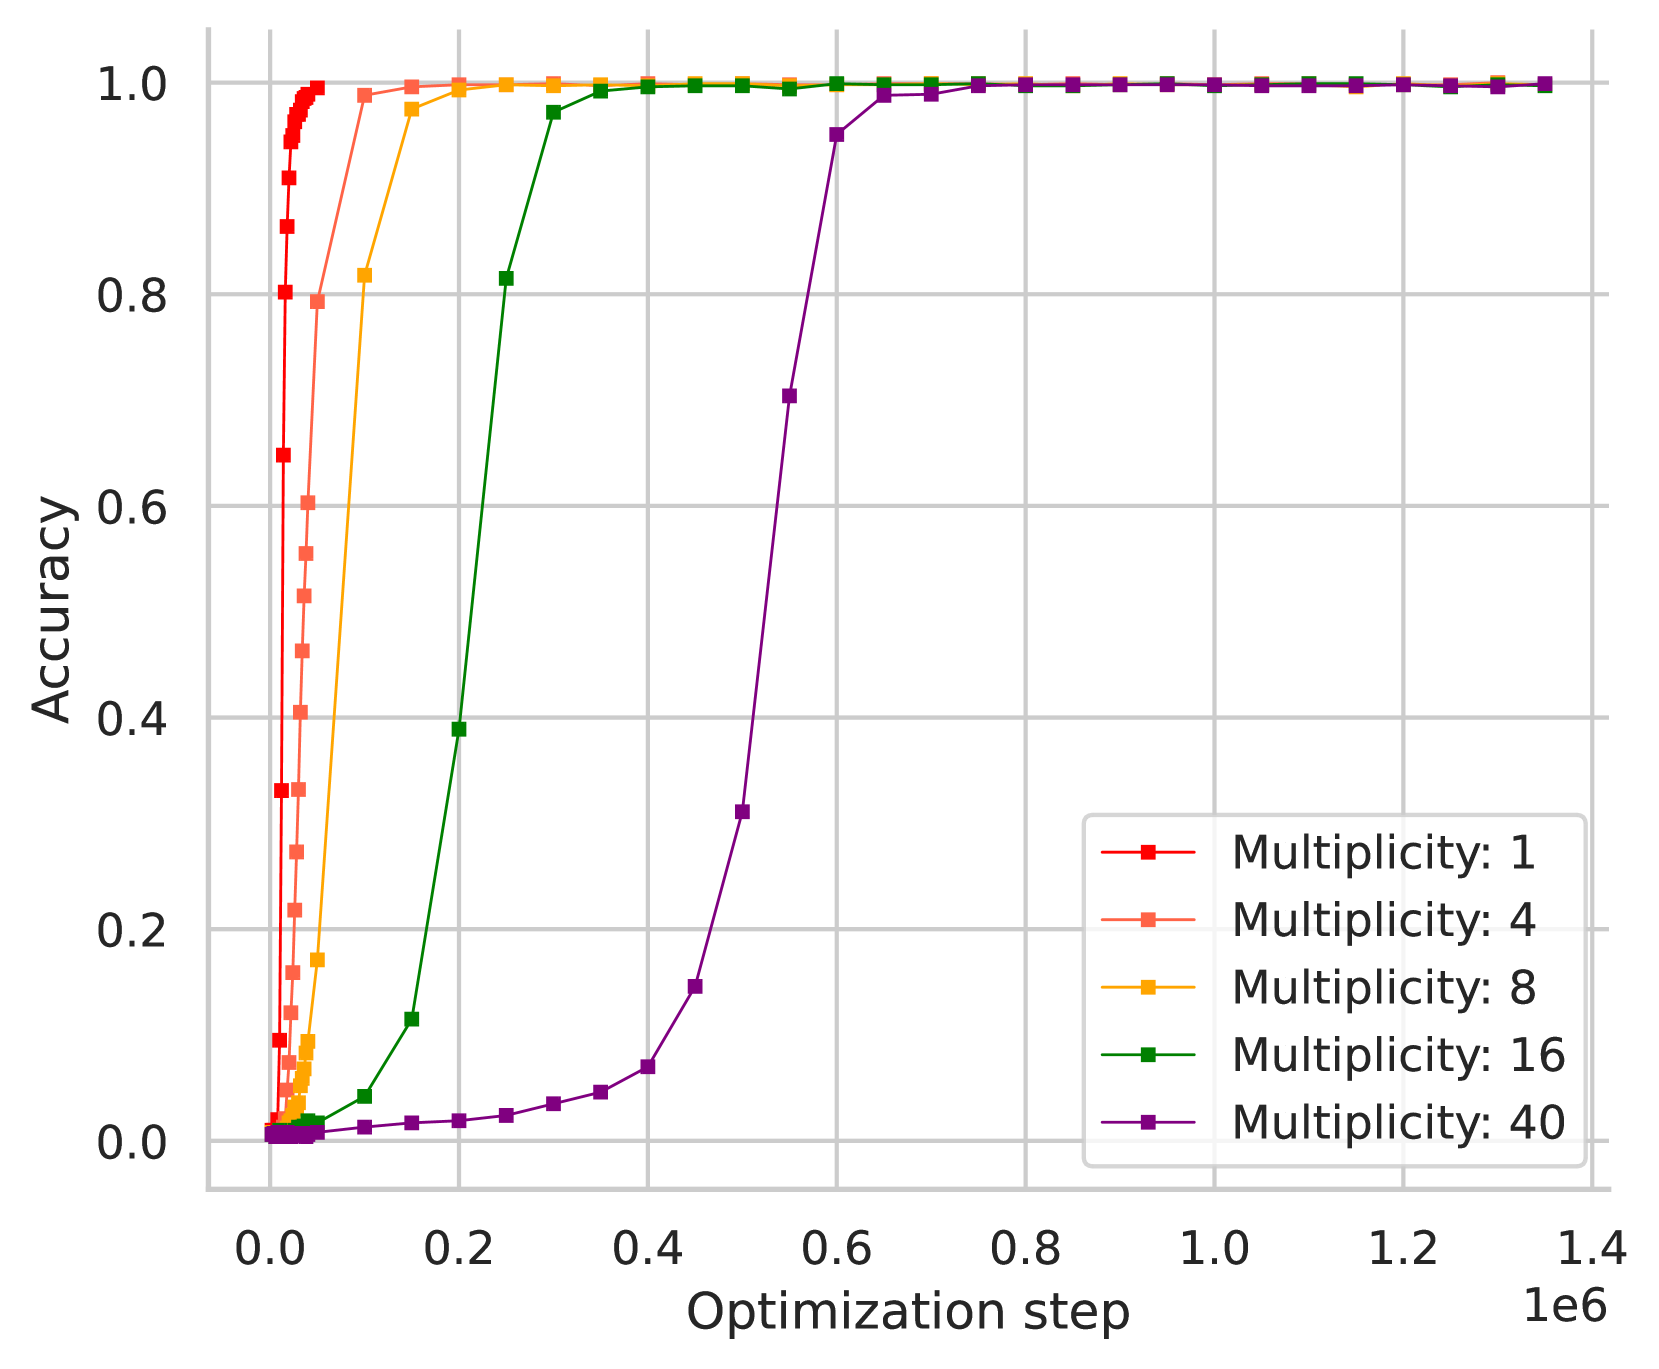 1.0
0.8
0.6
0.4
0.2
0.0
Accuracy
Multiplicity: 1
Multiplicity: 4
Multiplicity: 8
Multiplicity: 16
Multiplicity: 40
0.0 0.2 0.4 0.6 0.8 1.0 1.2 1.4
1e6
Optimization step